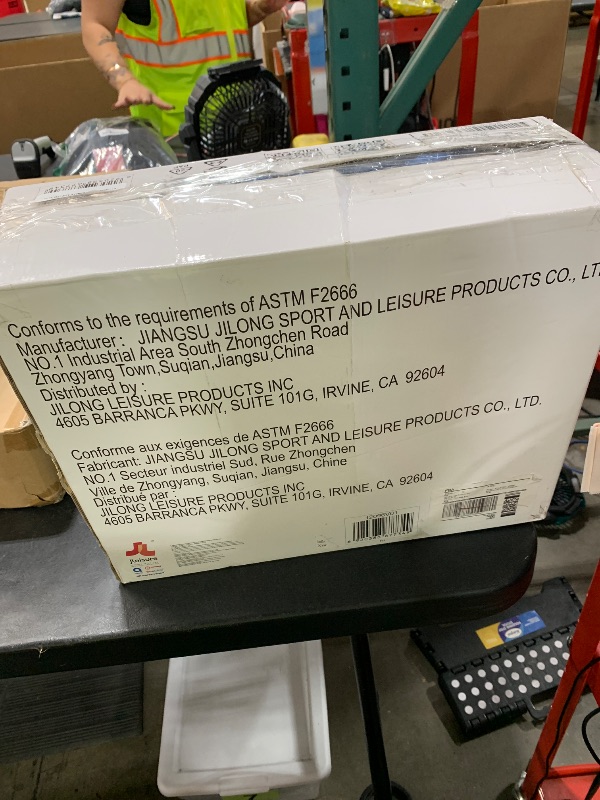 Conforms to the requirements of ASTM F2666
Manufacturer: JIANGSU JILONG SPORT AND LEISURE PRODUCTS CO., LT
NO.1 Industrial Area South Zhongchen Road
Zhongyang Town,Suqian,Jiangsu,China
Distributed by :
JILONG LEISURE PRODUCTS INC
4605 BARRANCA PKWY, SUITE 101G, IRVINE, CA 92604
Conforme aux exigences de ASTM F2666
Fabricant: JIANGSU JILONG SPORT AND LEISURE PRODUCTS CO., LTD.
NO.1 Secteur industriel Sud, Rue Zhongchen
Ville de Zhongyang, Suqian, Jiangsu, Chine
Distribué par :
JILONG LEISURE PRODUCTS INC
4605 BARRANCA PKWY, SUITE 101G, IRVINE, CA 92604